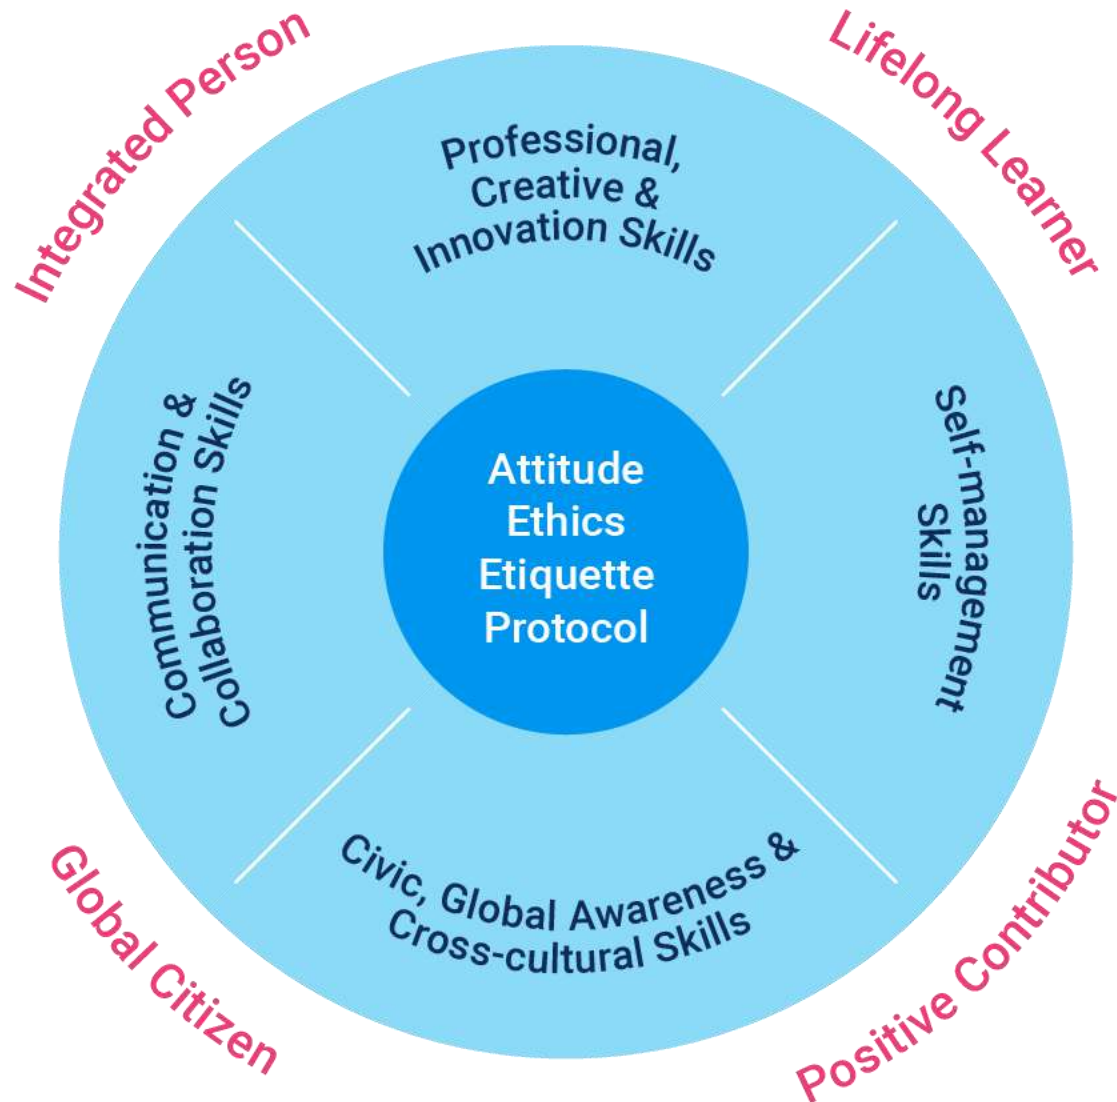 Integrated Person
Lifelong Learner
Professional,
Creative &
Innovation Skills
Communication &
Collaboration Skills
Attitude
Ethics
Etiquette
Protocol
Self-management
Skills
Civic, Global Awareness &
Cross-cultural Skills
Global Citizen
Positive Contributor